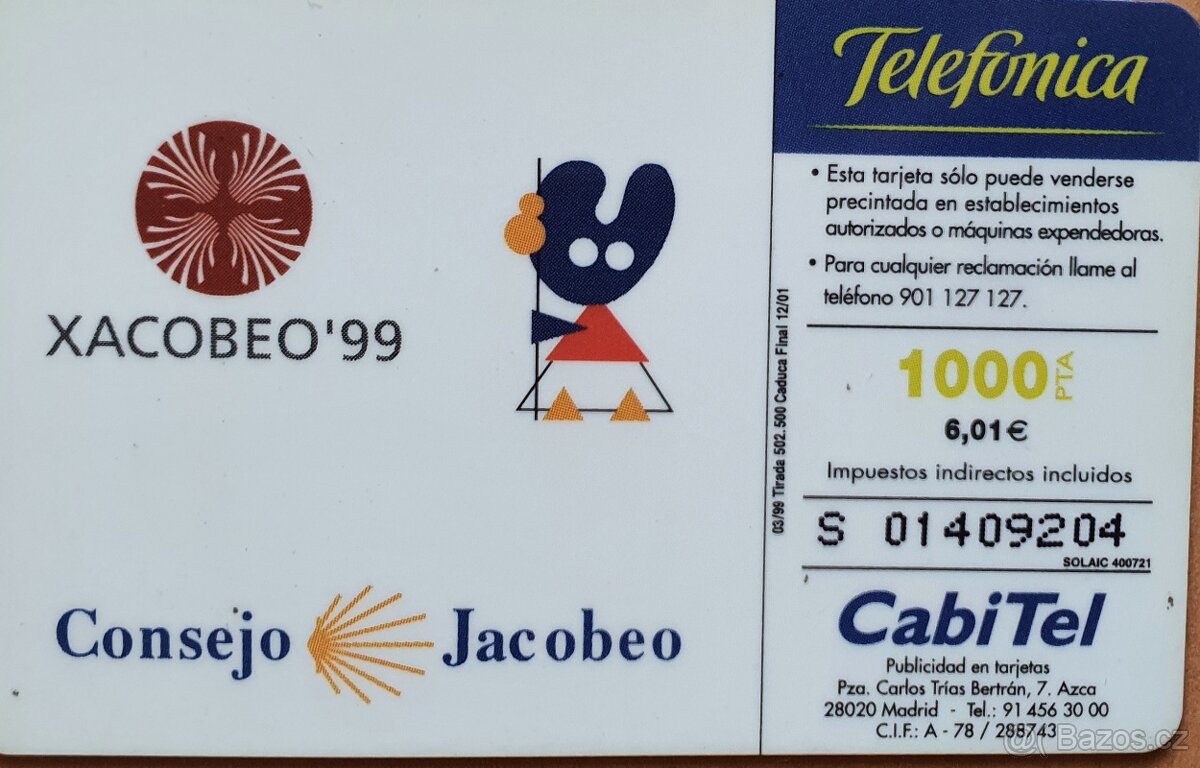 XACOBEO'99
Consejo Jacobeo
03/99 Tirada 502.500 Caduca Final 12/01
Telefónica
• Esta tarjeta sólo puede venderse
precintada en establecimientos
autorizados o máquinas expendedoras.
• Para cualquier reclamación llame al
teléfono 901 127 127.
1000 PTA
6,01€
Impuestos indirectos incluidos
S 01409204
SOLAIC 400721
CabiTel
Publicidad en tarjetas
Pza. Carlos Trías Bertrán, 7. Azca
28020 Madrid - Tel.: 91 456 30 00
C.I.F.: A - 78 / 288743
@ Bazos.cz